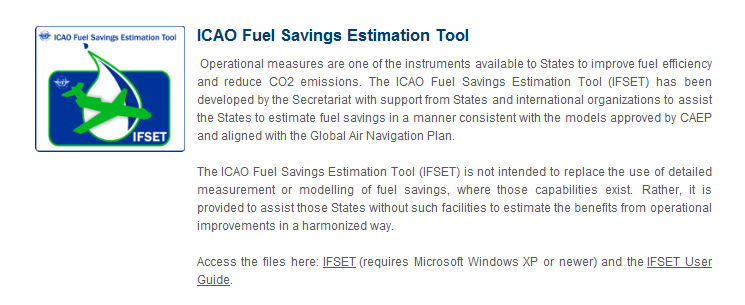 ICAO Fuel Savings Estimation Tool
IFSET
ICAO Fuel Savings Estimation Tool
Operational measures are one of the instruments available to States to improve fuel efficiency
and reduce CO2 emissions. The ICAO Fuel Savings Estimation Tool (IFSET) has been
developed by the Secretariat with support from States and international organizations to assist
the States to estimate fuel savings in a manner consistent with the models approved by CAEP
and aligned with the Global Air Navigation Plan.
The ICAO Fuel Savings Estimation Tool (IFSET) is not intended to replace the use of detailed
measurement or modelling of fuel savings, where those capabilities exist. Rather, it is
provided to assist those States without such facilities to estimate the benefits from operational
improvements in a harmonized way.
Access the files here: IFSET (requires Microsoft Windows XP or newer) and the IFSET User
Guide.